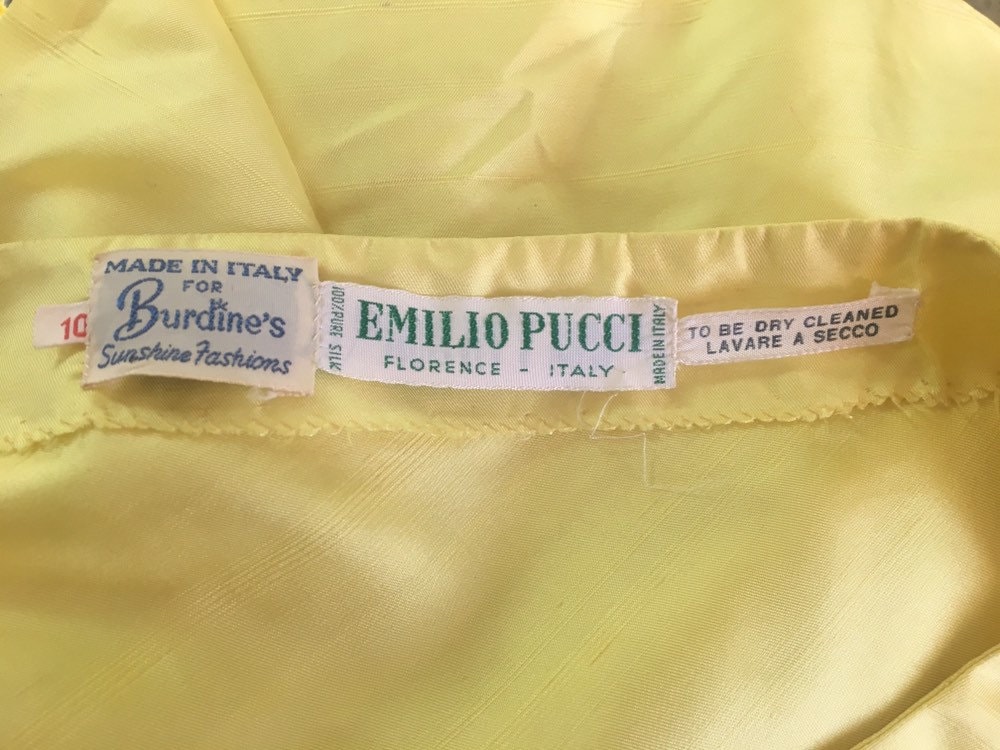 10
MADE IN ITALY
FOR
Burdine's
Sunshine Fashions
100% PURE SILK
EMILIO PUCCI
FLORENCE - ITALY
MADE IN ITALY
TO BE DRY CLEANED
LAVARE A SECCO